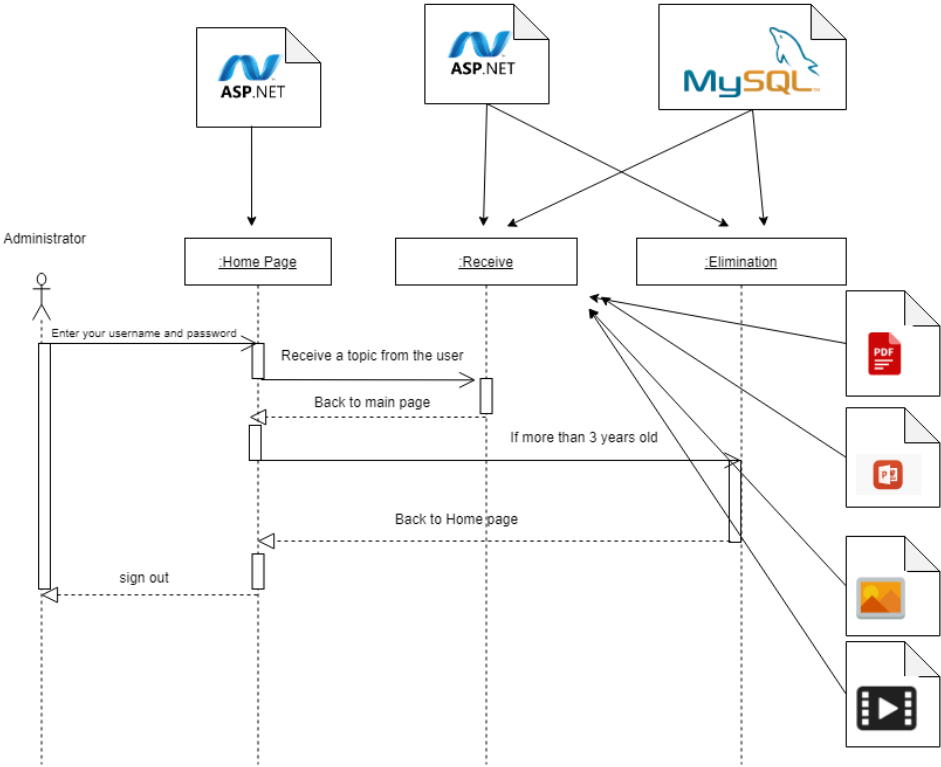 ASP.NET
ASP.NET
MySQL™
Administrator
:Home Page
:Receive
:Elimination
Enter your username and password
Receive a topic from the user
PDF
Back to main page
If more than 3 years old
P
Back to Home page
sign out